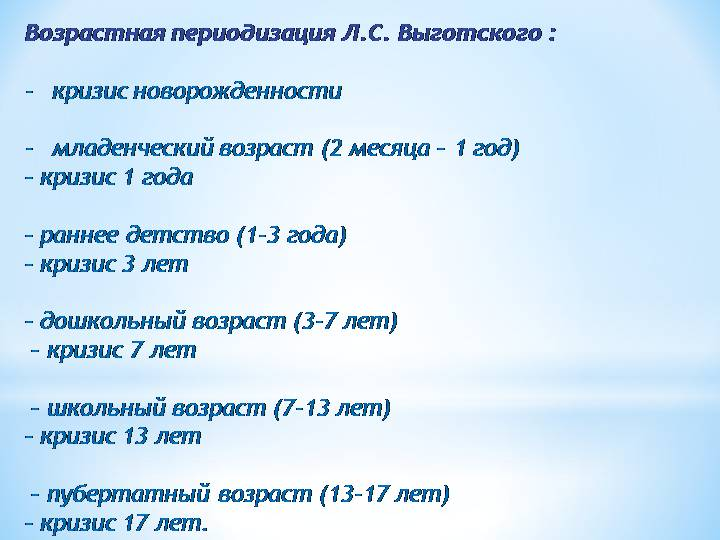 Возрастная периодизация Л.С. Выготского :
- кризис новорожденности
- младенческий возраст (2 месяца - 1 год)
- кризис 1 года
- раннее детство (1-3 года)
- кризис 3 лет
- дошкольный возраст (3-7 лет)
- кризис 7 лет
- школьный возраст (7-13 лет)
- кризис 13 лет
- пубертатный возраст (13-17 лет)
- кризис 17 лет.